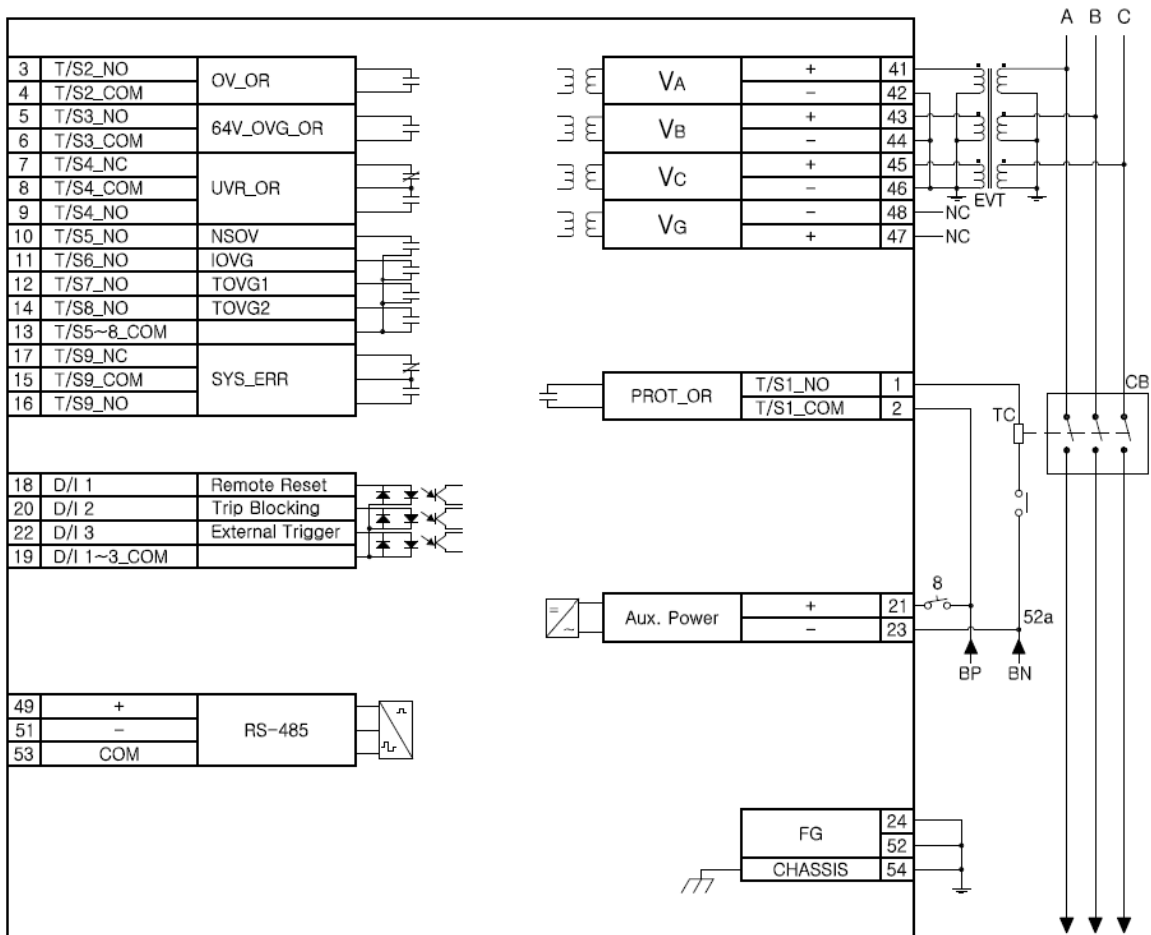 A B C
3 T/S2_NO OV_OR
4 T/S2_COM
5 T/S3_NO 64V_OVG_OR
6 T/S3_COM
7 T/S4_NC UVR_OR
8 T/S4_COM
9 T/S4_NO
10 T/S5_NO NSOV
11 T/S6_NO IOVG
12 T/S7_NO TOVG1
14 T/S8_NO TOVG2
13 T/S5~8_COM
17 T/S9_NC SYS_ERR
15 T/S9_COM
16 T/S9_NO
18 D/I 1 Remote Reset
20 D/I 2 Trip Blocking
22 D/I 3 External Trigger
19 D/I 1~3_COM
49 + RS-485
51 -
53 COM
VA + 41
- 42
VB + 43
- 44
VC + 45
- 46
VG - 48 NC
+ 47 NC
EVT
PROT_OR T/S1_NO 1
T/S1_COM 2
TC
CB
Aux. Power + 21
- 23
8
52a
BP BN
FG 24
52
CHASSIS 54